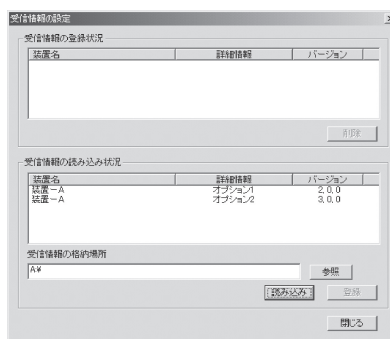 受信情報の設定
受信情報の登録状況
装置名 詳細情報 バージョン
削除
受信情報の読み込み状況
装置名 詳細情報 バージョン
装置－A オプション1 2,0,0
装置－A オプション2 3,0,0
受信情報の格納場所
A¥
参照
読み込み 登録
閉じる